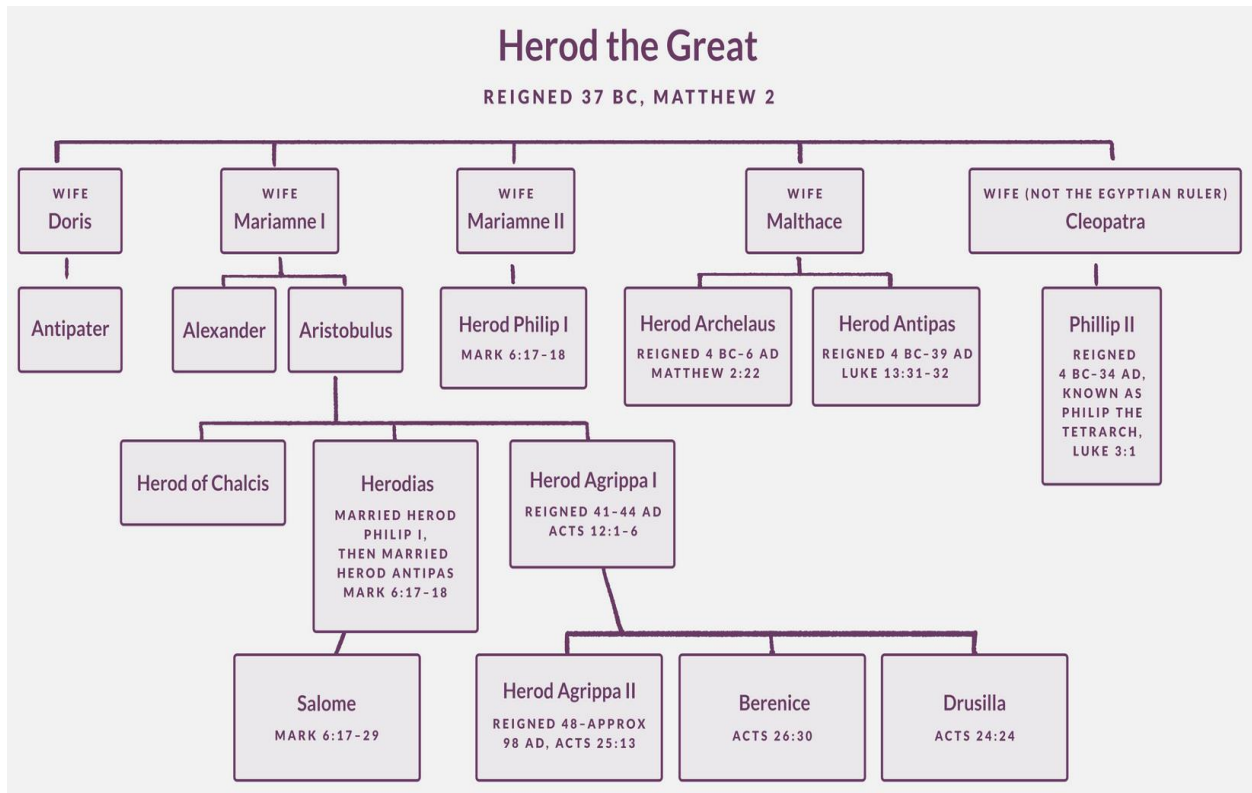 Herod the Great
REIGNED 37 BC, MATTHEW 2
WIFE
Doris
WIFE
Mariamne I
WIFE
Mariamne II
WIFE
Malthace
WIFE (NOT THE EGYPTIAN RULER)
Cleopatra
Antipater
Alexander
Aristobulus
Herod Philip I
MARK 6:17–18
Herod Archelaus
REIGNED 4 BC–6 AD
MATTHEW 2:22
Herod Antipas
REIGNED 4 BC–39 AD
LUKE 13:31–32
Phillip II
REIGNED
4 BC–34 AD,
KNOWN AS
PHILIP THE
TETRARCH,
LUKE 3:1
Herod of Chalcis
Herodias
MARRIED HEROD
PHILIP I,
THEN MARRIED
HEROD ANTIPAS
MARK 6:17–18
Herod Agrippa I
REIGNED 41–44 AD
ACTS 12:1–6
Salome
MARK 6:17–29
Herod Agrippa II
REIGNED 48–APPROX
98 AD, ACTS 25:13
Berenice
ACTS 26:30
Drusilla
ACTS 24:24